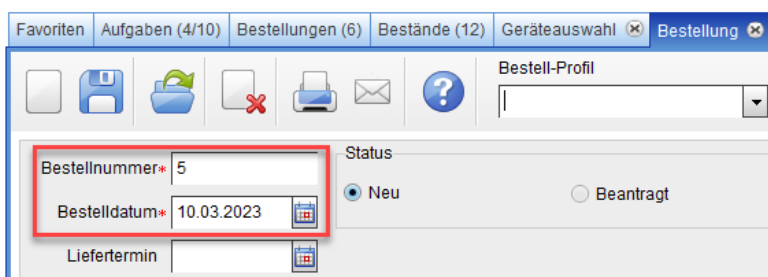 Favoriten Aufgaben (4/10) Bestellungen (6) Bestände (12) Geräteauswahl Bestellung
Bestell-Profil
Status
Bestellnummer* 5
Neu Beantragt
Bestelldatum* 10.03.2023
Liefertermin